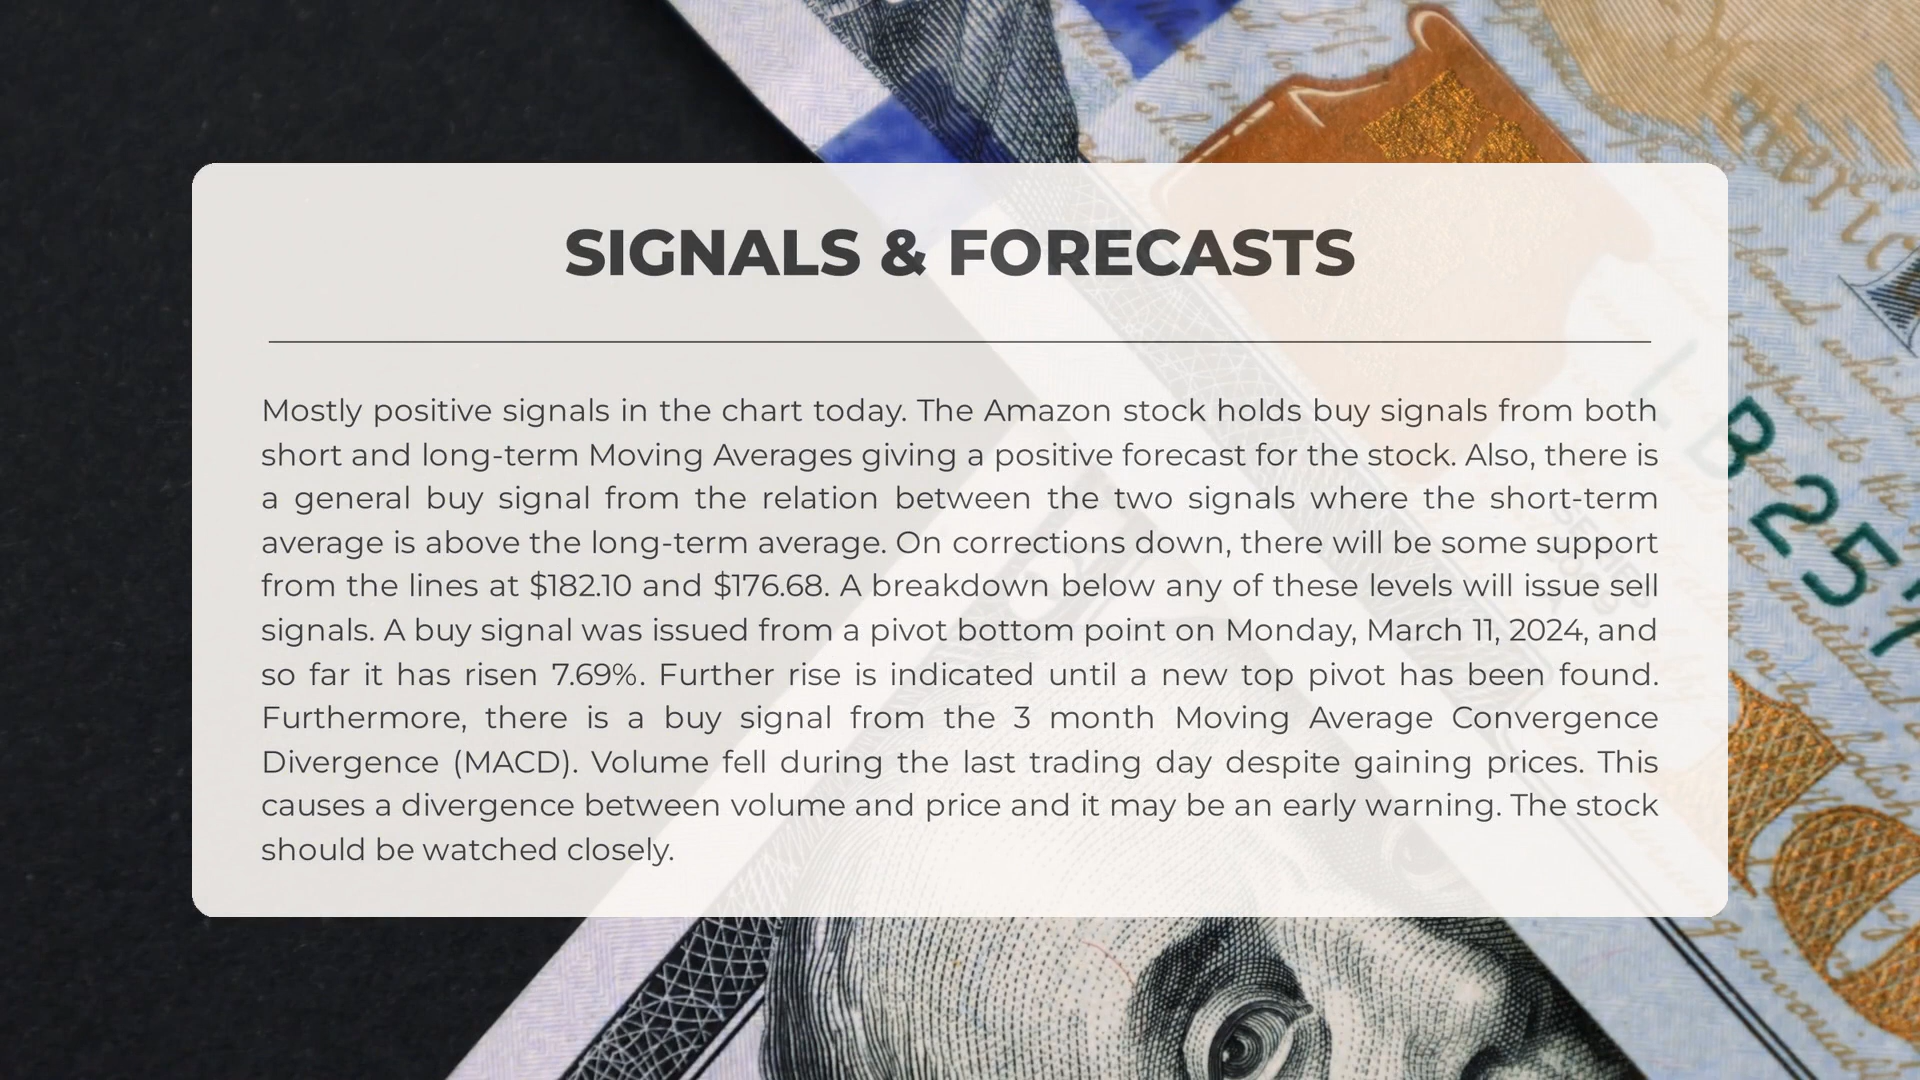 SIGNALS & FORECASTS
Mostly positive signals in the chart today. The Amazon stock holds buy signals from both
short and long-term Moving Averages giving a positive forecast for the stock. Also, there is
a general buy signal from the relation between the two signals where the short-term
average is above the long-term average. On corrections down, there will be some support
from the lines at $182.10 and $176.68. A breakdown below any of these levels will issue sell
signals. A buy signal was issued from a pivot bottom point on Monday, March 11, 2024, and
so far it has risen 7.69%. Further rise is indicated until a new top pivot has been found.
Furthermore, there is a buy signal from the 3 month Moving Average Convergence
Divergence (MACD). Volume fell during the last trading day despite gaining prices. This
causes a divergence between volume and price and it may be an early warning. The stock
should be watched closely.